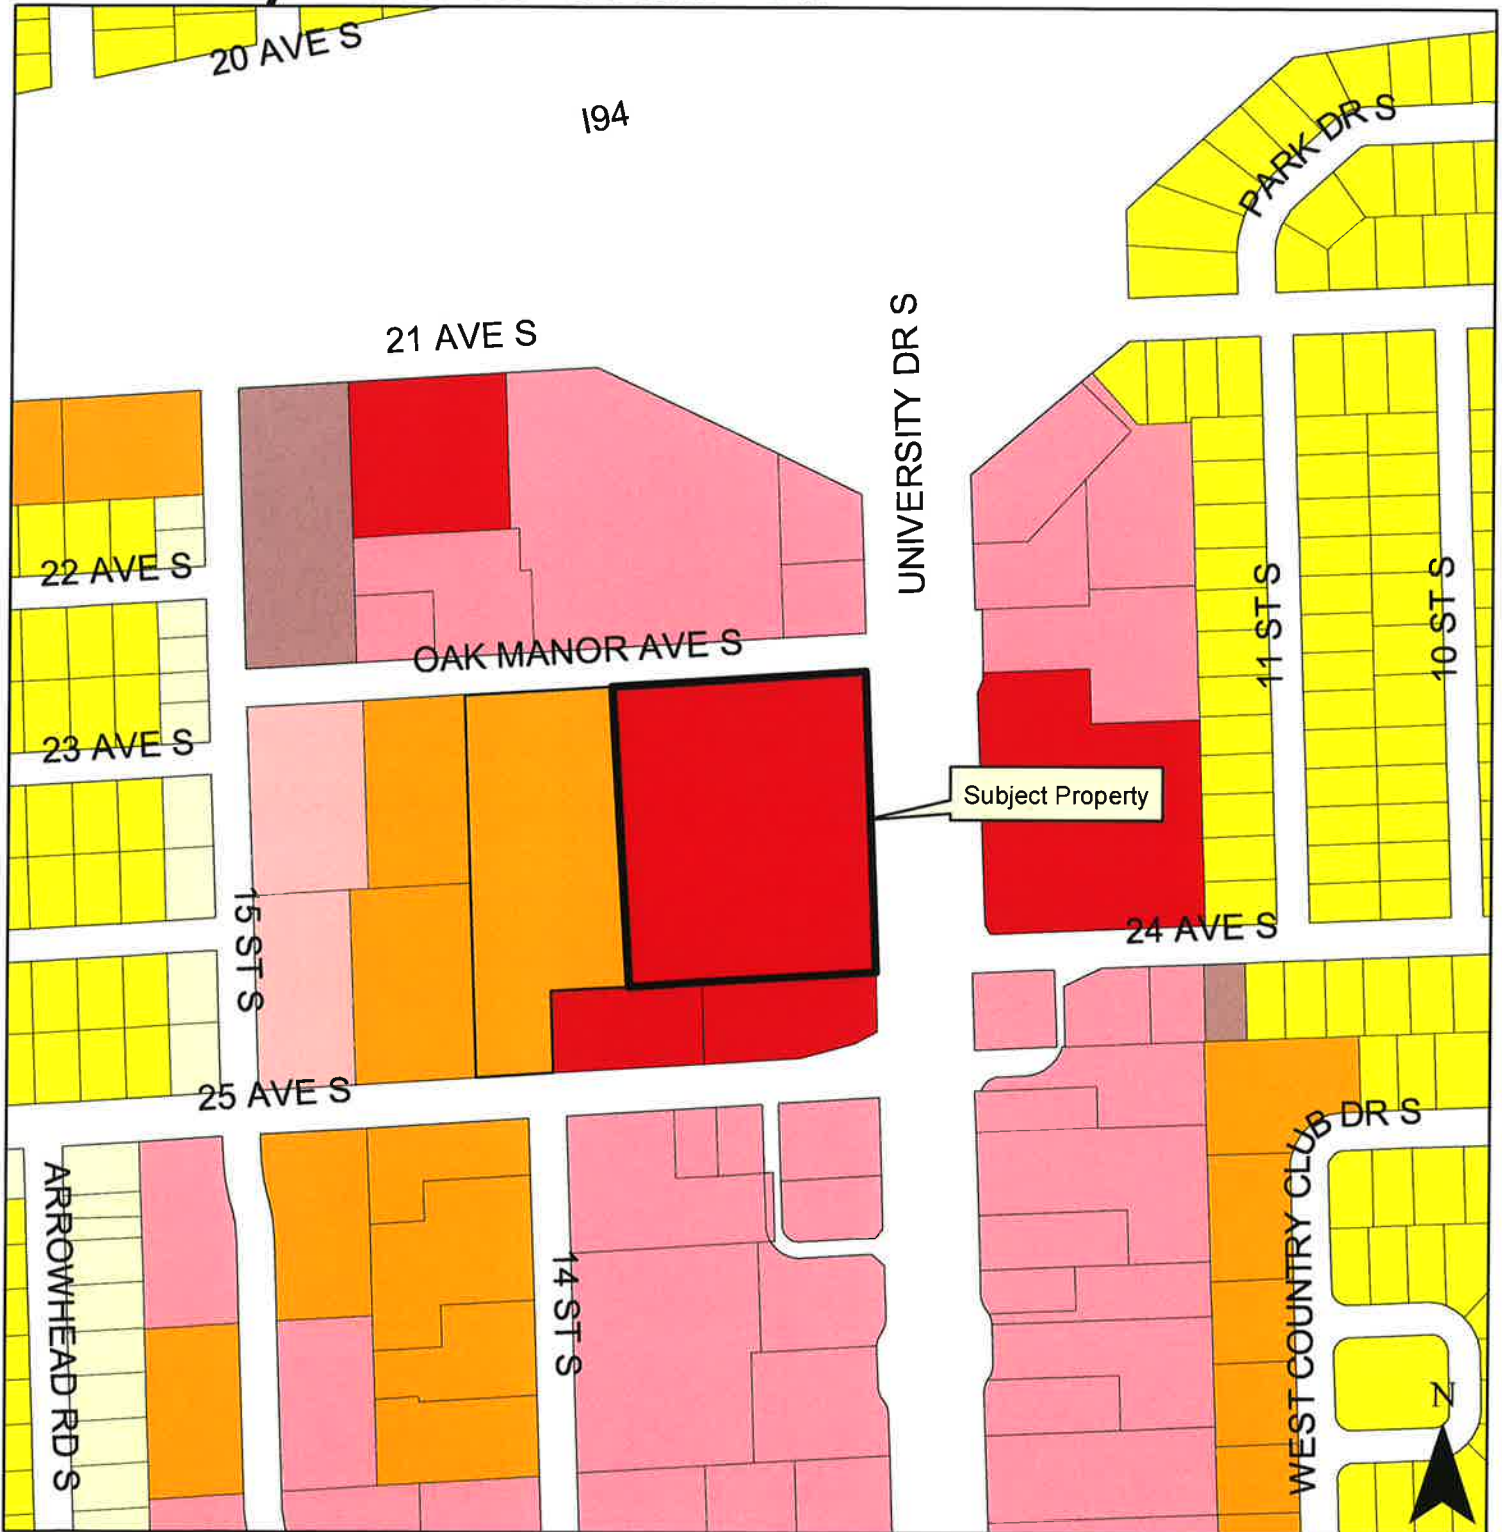 20 AVE S
I94
PARK DR S
21 AVE S
UNIVERSITY DR S
22 AVE S
11 ST S
10 ST S
OAK MANOR AVE S
23 AVE S
Subject Property
15 ST S
24 AVE S
25 AVE S
WEST COUNTRY CLUB DR S
ARROWHEAD RD S
14 ST S
N